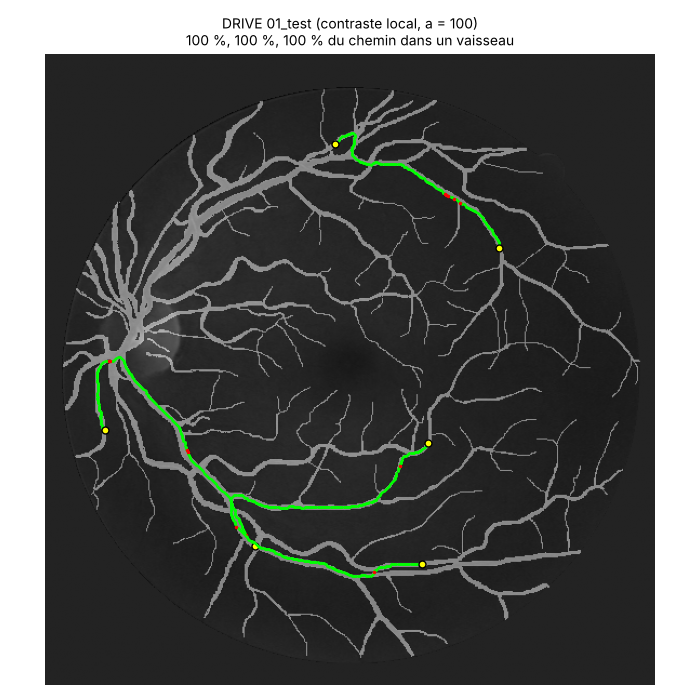 DRIVE 01_test (contraste local, a = 100)
100 %, 100 %, 100 % du chemin dans un vaisseau